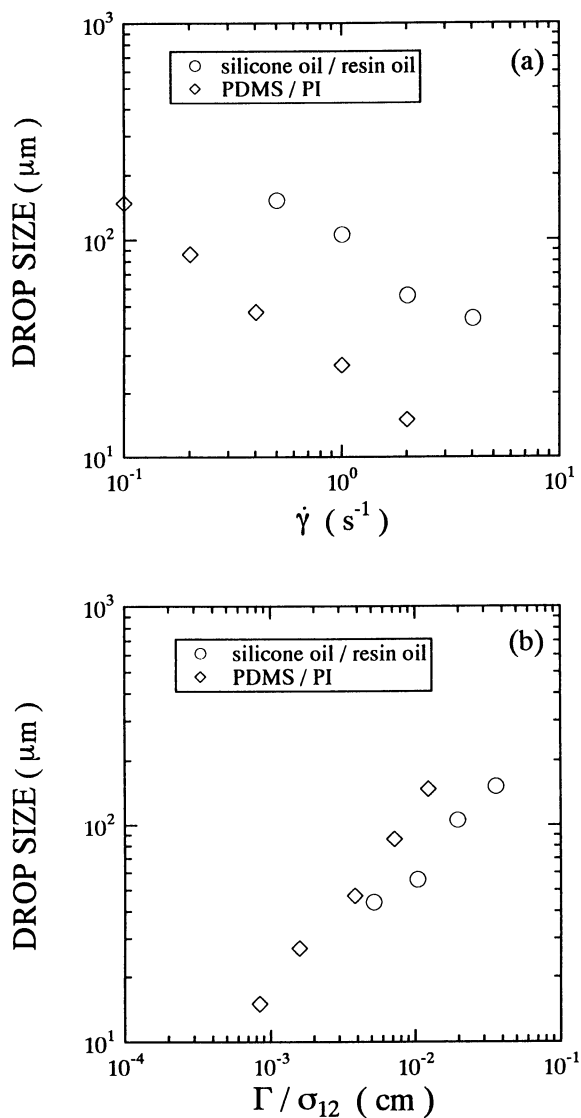 10³
(a)
○ silicone oil / resin oil
◇ PDMS / PI
DROP SIZE ( μm )
10²
10¹
10⁻¹ 10⁰ 10¹
γ̇ ( s⁻¹ )
10³
(b)
○ silicone oil / resin oil
◇ PDMS / PI
DROP SIZE ( μm )
10²
10¹
10⁻⁴ 10⁻³ 10⁻² 10⁻¹
Γ / σ₁₂ ( cm )